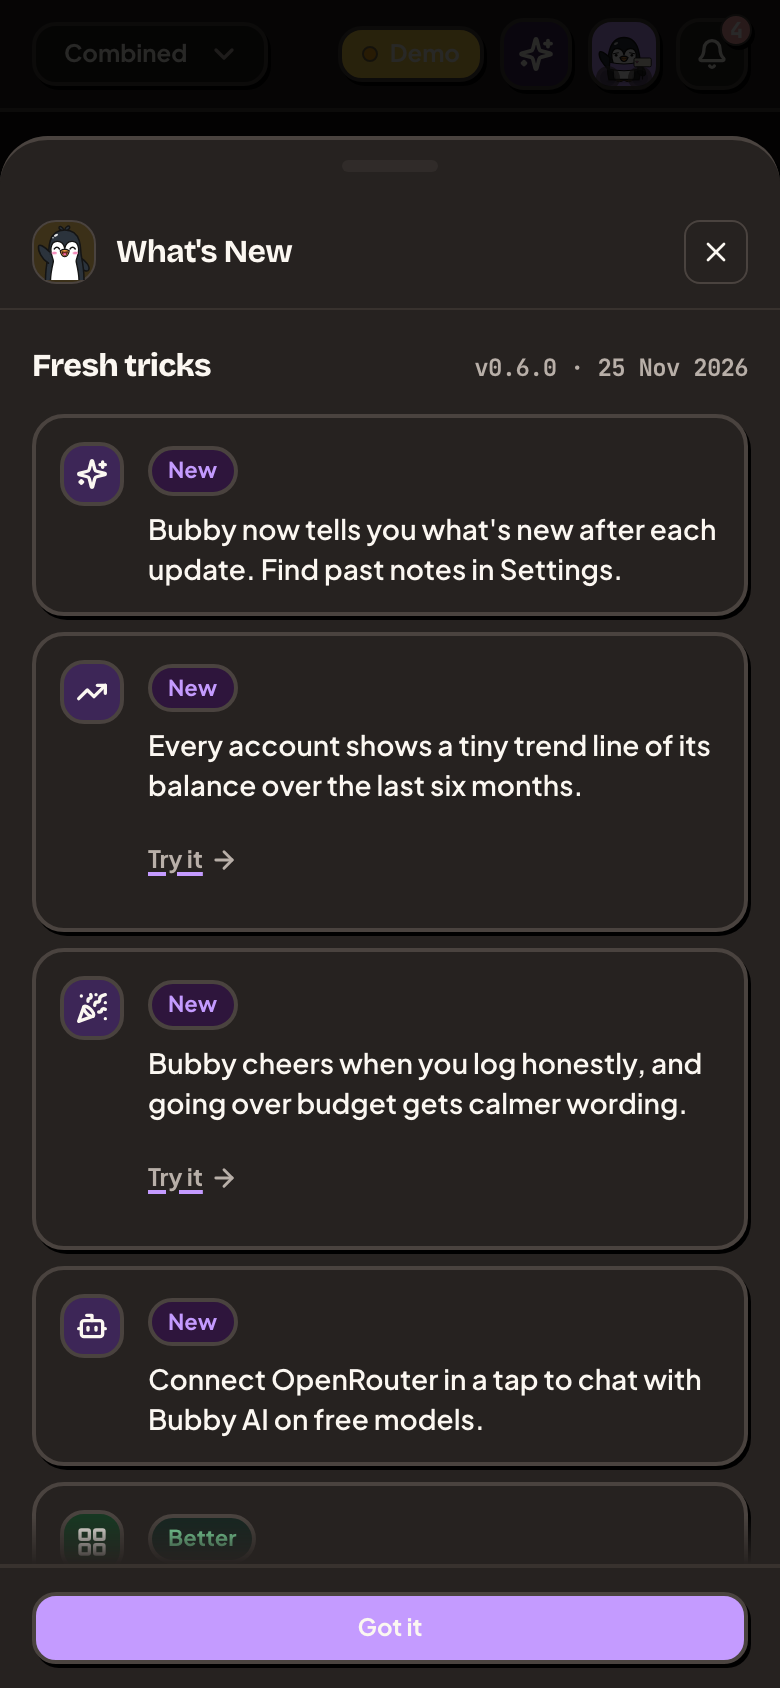 Combined
Demo
4
What's New
Fresh tricks
v0.6.0 · 25 Nov 2026
New
Bubby now tells you what's new after each
update. Find past notes in Settings.
New
Every account shows a tiny trend line of its
balance over the last six months.
Try it →
New
Bubby cheers when you log honestly, and
going over budget gets calmer wording.
Try it →
New
Connect OpenRouter in a tap to chat with
Bubby AI on free models.
Better
Got it